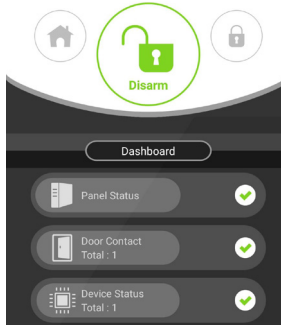 Disarm
Dashboard
Panel Status
Door Contact
Total : 1
Device Status
Total : 1